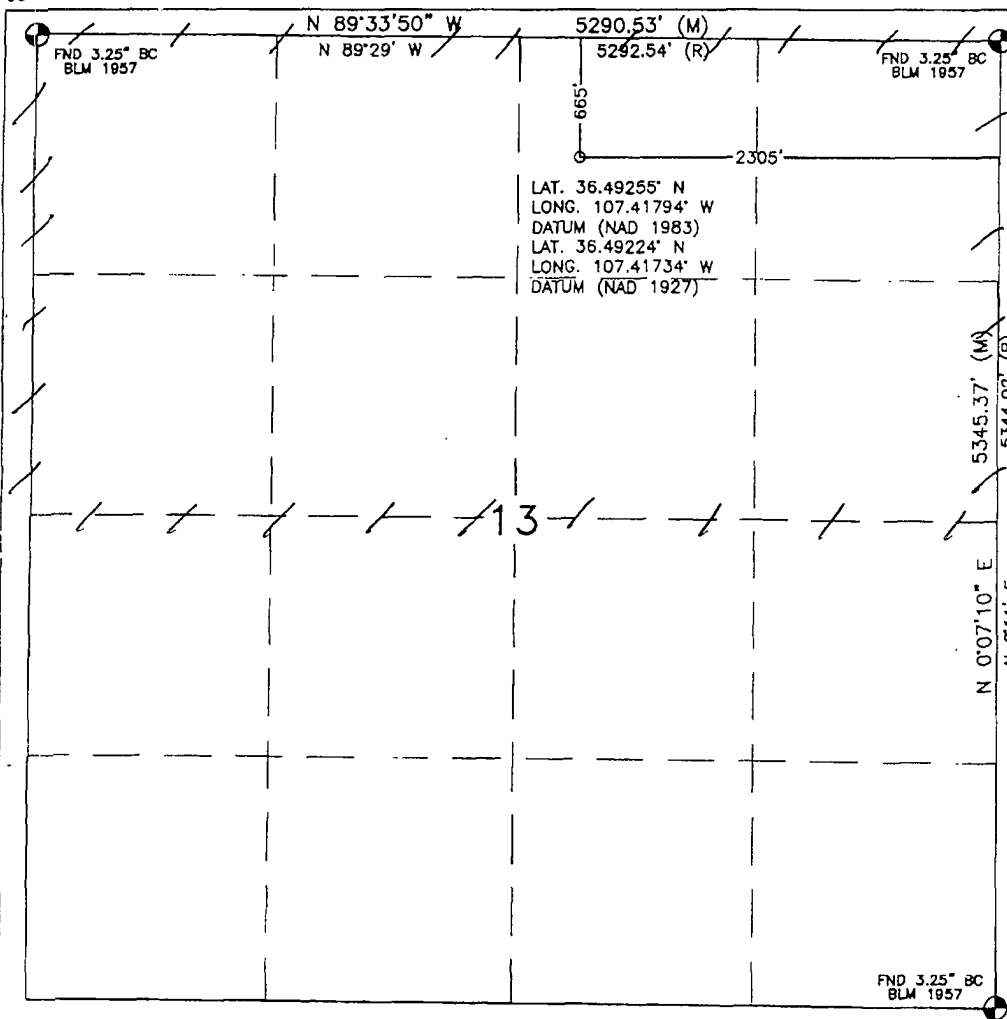 N 89°33'50" W 5290.53' (M)
N 89°29' W 5292.54' (R)
FND 3.25" BC
BLM 1957
FND 3.25" BC
BLM 1957
665'
2305'
LAT. 36.49255° N
LONG. 107.41794° W
DATUM (NAD 1983)
LAT. 36.49224° N
LONG. 107.41734° W
DATUM (NAD 1927)
13
N 0°07'10" E 5345.37' (M)
FND 3.25" BC
BLM 1957